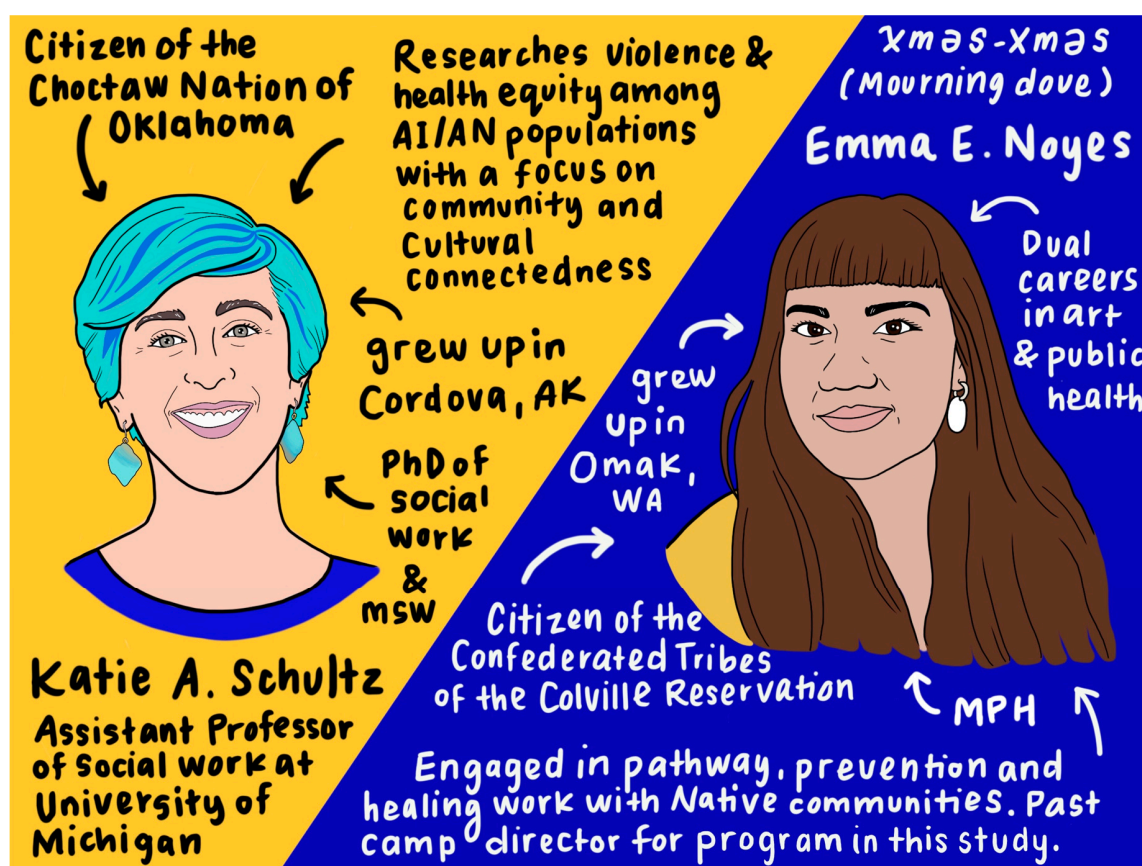 Citizen of the
Choctaw Nation of
Oklahoma
Researches violence &
health equity among
AI/AN populations
with a focus on
community and
Cultural
connectedness
grew up in
Cordova, AK
PhD of
social
work
&
MSW
Katie A. Schultz
Assistant Professor
of Social work at
University of
Michigan
x̌məs-x̌məs
(Mourning dove)
Emma E. Noyes
Dual
careers
in art
& public
health
grew
up in
Omak,
WA
Citizen of the
Confederated Tribes
of the Colville Reservation
MPH
Engaged in pathway, prevention and
healing work with Native communities. Past
camp director for program in this study.